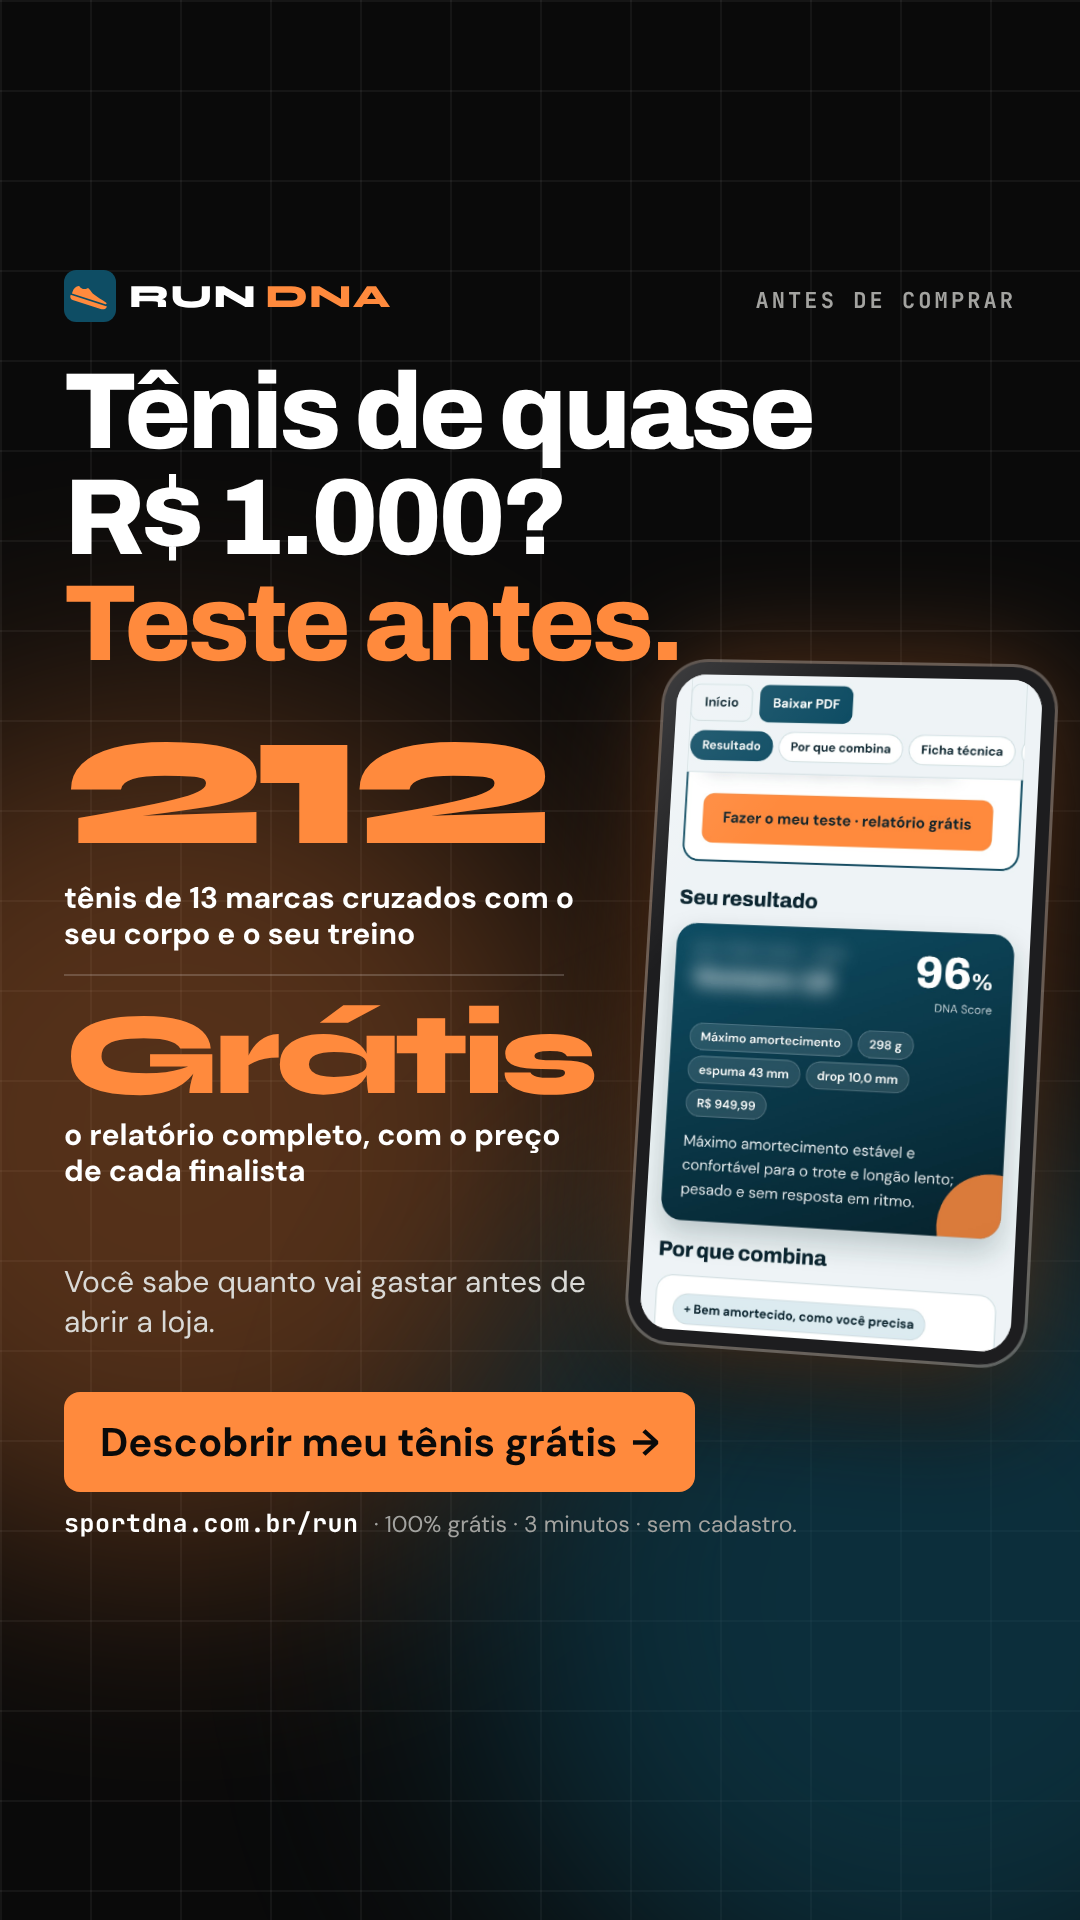 RUN DNA
ANTES DE COMPRAR
Tênis de quase
R$ 1.000?
Teste antes.
212
tênis de 13 marcas cruzados com o
seu corpo e o seu treino
Grátis
o relatório completo, com o preço
de cada finalista
Você sabe quanto vai gastar antes de
abrir a loja.
Descobrir meu tênis grátis →
sportdna.com.br/run · 100% grátis · 3 minutos · sem cadastro.
Início
Baixar PDF
Resultado
Por que combina
Ficha técnica
Fazer o meu teste · relatório grátis
Seu resultado
96%
DNA Score
Máximo amortecimento
298 g
espuma 43 mm
drop 10,0 mm
R$ 949,99
Máximo amortecimento estável e
confortável para o trote e longão lento;
pesado e sem resposta em ritmo.
Por que combina
+ Bem amortecido, como você precisa